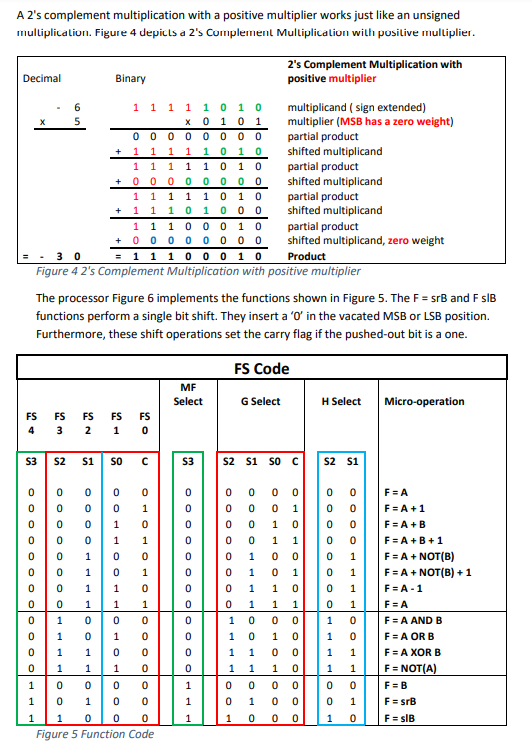 A 2's complement multiplication with a positive multiplier works just like an unsigned
multiplication. Figure 4 depicts a 2's Complement Multiplication with positive multiplier.
2's Complement Multiplication with
Decimal Binary positive multiplier
- 6 1 1 1 1 1 0 1 0 multiplicand ( sign extended)
x 5 x 0 1 0 1 multiplier (MSB has a zero weight)
0 0 0 0 0 0 0 0 partial product
+ 1 1 1 1 1 0 1 0 shifted multiplicand
1 1 1 1 1 0 1 0 partial product
+ 0 0 0 0 0 0 0 0 shifted multiplicand
1 1 1 1 1 0 1 0 partial product
+ 1 1 1 0 1 0 0 0 shifted multiplicand
1 1 1 0 0 0 1 0 partial product
+ 0 0 0 0 0 0 0 0 shifted multiplicand, zero weight
= - 3 0 = 1 1 1 0 0 0 1 0 Product
Figure 4 2's Complement Multiplication with positive multiplier
The processor Figure 6 implements the functions shown in Figure 5. The F = srB and F slB
functions perform a single bit shift. They insert a '0' in the vacated MSB or LSB position.
Furthermore, these shift operations set the carry flag if the pushed-out bit is a one.
FS Code
MF
Select G Select H Select Micro-operation
FS FS FS FS FS
4 3 2 1 0
S3 S2 S1 S0 C S3 S2 S1 S0 C S2 S1
0 0 0 0 0 0 0 0 0 0 0 0 F = A
0 0 0 0 1 0 0 0 0 1 0 0 F = A + 1
0 0 0 1 0 0 0 0 1 0 0 0 F = A + B
0 0 0 1 1 0 0 0 1 1 0 0 F = A + B + 1
0 0 1 0 0 0 0 1 0 0 0 1 F = A + NOT(B)
0 0 1 0 1 0 0 1 0 1 0 1 F = A + NOT(B) + 1
0 0 1 1 0 0 0 1 1 0 0 1 F = A - 1
0 0 1 1 1 0 0 1 1 1 0 1 F = A
0 1 0 0 0 0 1 0 0 0 1 0 F = A AND B
0 1 0 1 0 0 1 0 1 0 1 0 F = A OR B
0 1 1 0 0 0 1 1 0 0 1 1 F = A XOR B
0 1 1 1 0 0 1 1 1 0 1 1 F = NOT(A)
1 0 0 0 0 1 0 0 0 0 0 0 F = B
1 0 1 0 0 1 0 1 0 0 0 1 F = srB
1 1 0 0 0 1 1 0 0 0 1 0 F = slB
Figure 5 Function Code